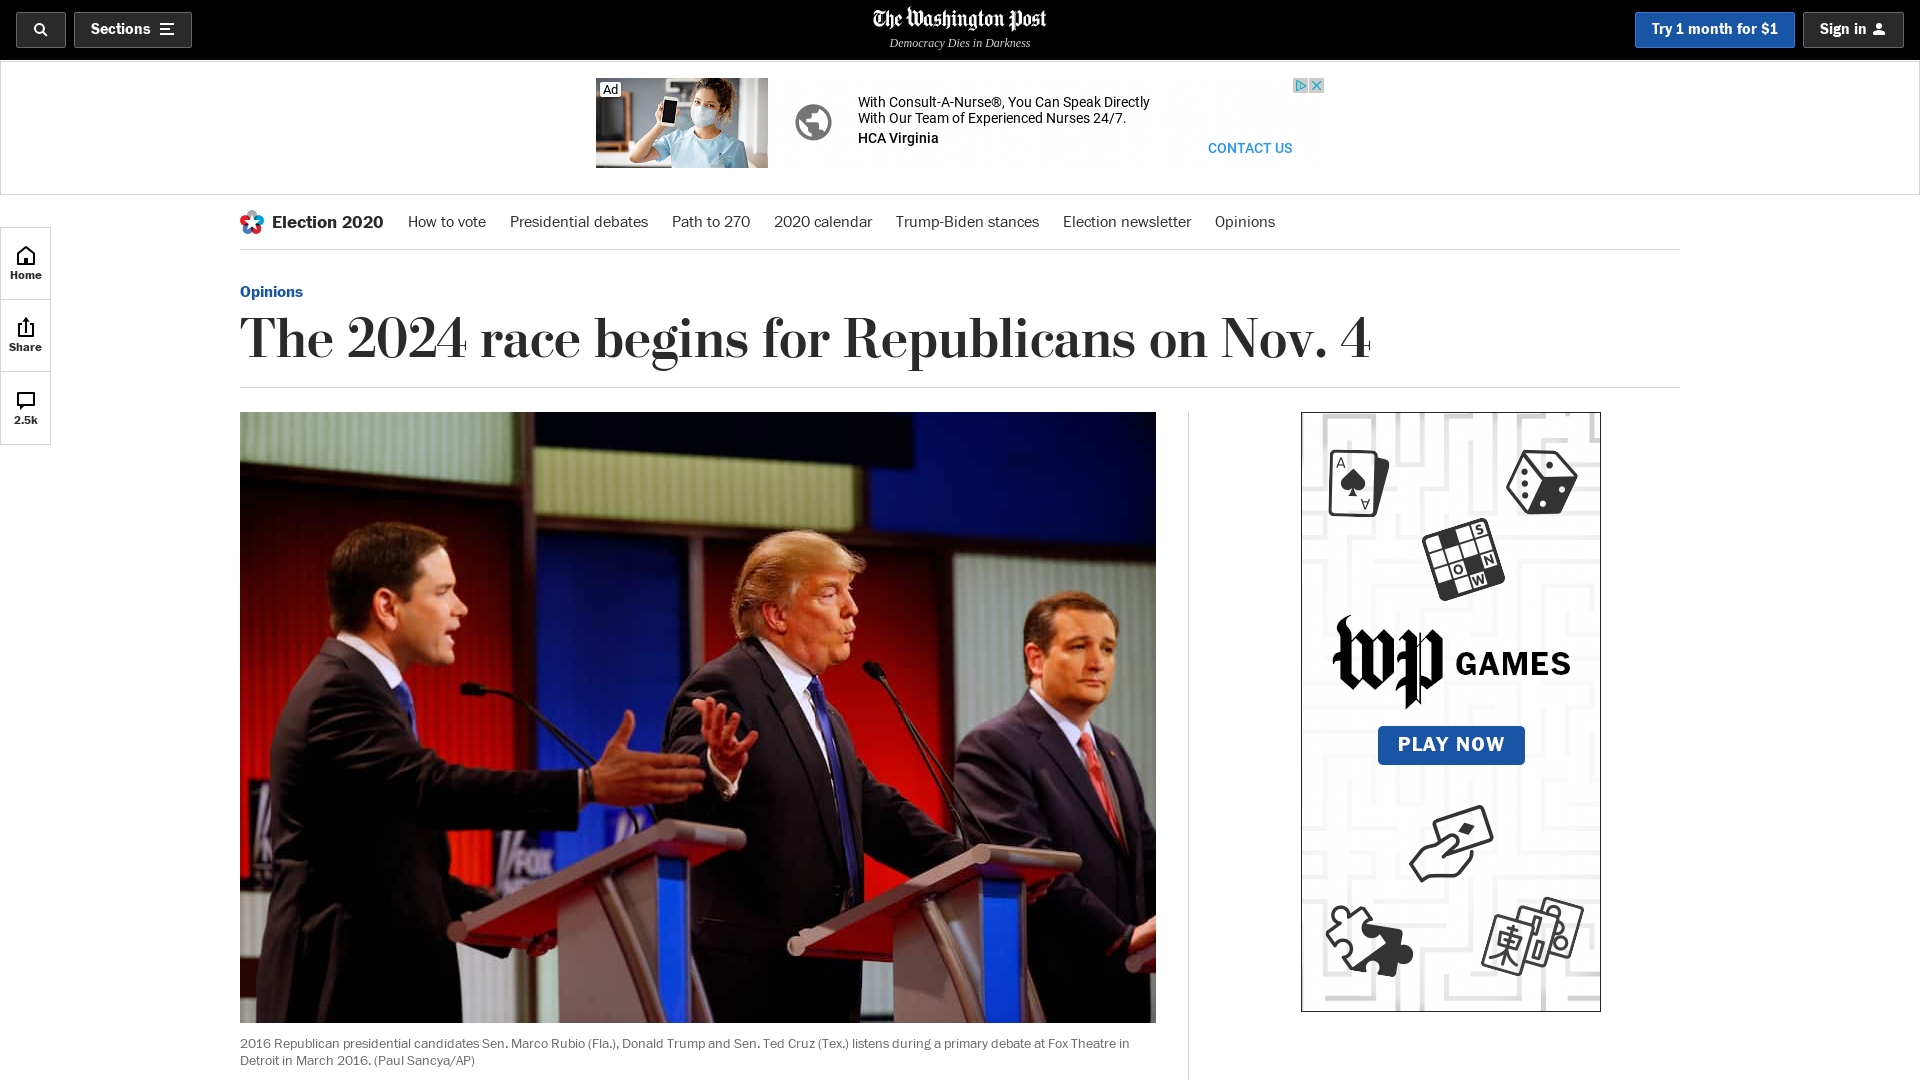 Sections
The Washington Post
Democracy Dies in Darkness
Try 1 month for $1
Sign in
Ad
With Consult-A-Nurse®, You Can Speak Directly
With Our Team of Experienced Nurses 24/7.
HCA Virginia
CONTACT US
Election 2020
How to vote
Presidential debates
Path to 270
2020 calendar
Trump-Biden stances
Election newsletter
Opinions
Home
Share
2.5k
Opinions
The 2024 race begins for Republicans on Nov. 4
FOX
A
A
S
N
O
W
wp GAMES
PLAY NOW
東
2016 Republican presidential candidates Sen. Marco Rubio (Fla.), Donald Trump and Sen. Ted Cruz (Tex.) listens during a primary debate at Fox Theatre in
Detroit in March 2016. (Paul Sancya/AP)